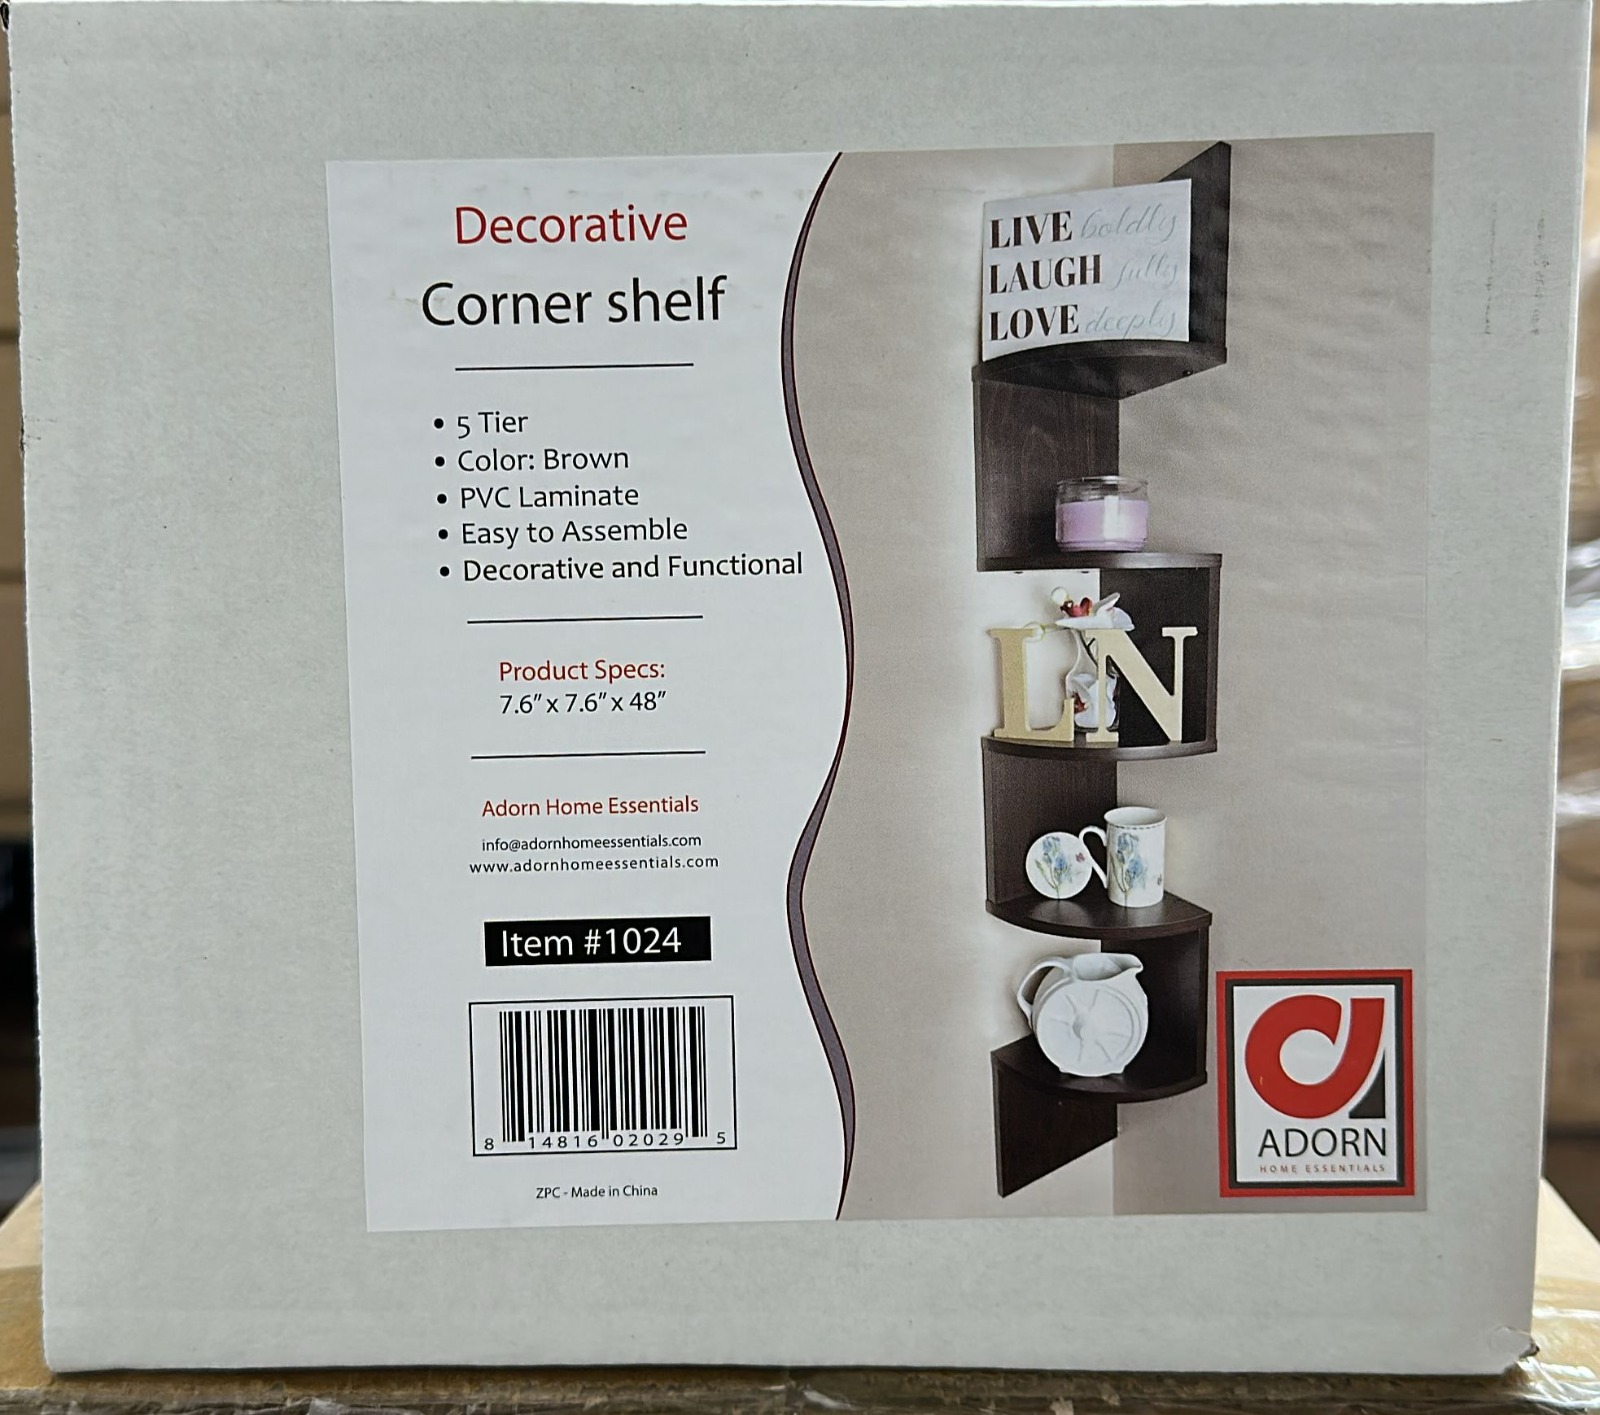 Decorative
Corner shelf
• 5 Tier
• Color: Brown
• PVC Laminate
• Easy to Assemble
• Decorative and Functional
Product Specs:
7.6" x 7.6" x 48"
Adorn Home Essentials
info@adornhomeessentials.com
www.adornhomeessentials.com
Item #1024
8 14816 02029 5
ZPC - Made in China
LIVE boldly
LAUGH fully
LOVE deeply
LN
ADORN
HOME ESSENTIALS